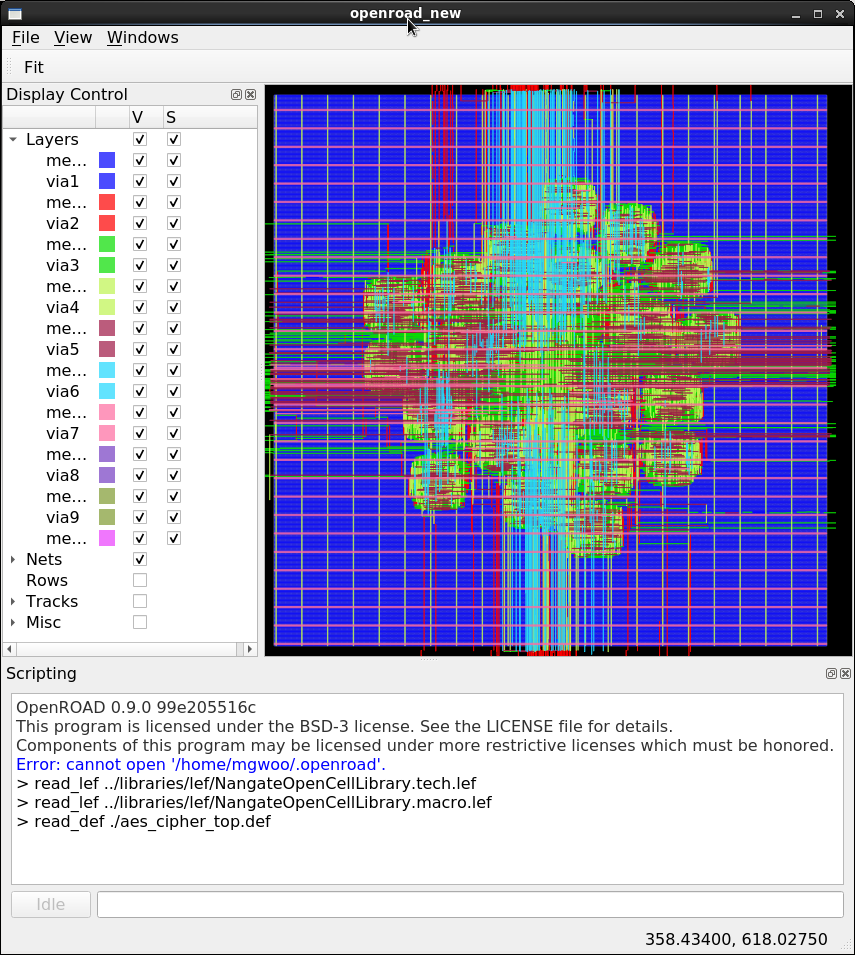 openroad_new
File View Windows
Fit
Display Control
V S
Layers
me...
via1
me...
via2
me...
via3
me...
via4
me...
via5
me...
via6
me...
via7
me...
via8
me...
via9
me...
Nets
Rows
Tracks
Misc
Scripting
OpenROAD 0.9.0 99e205516c
This program is licensed under the BSD-3 license. See the LICENSE file for details.
Components of this program may be licensed under more restrictive licenses which must be honored.
Error: cannot open '/home/mgwoo/.openroad'.
> read_lef ../libraries/lef/NangateOpenCellLibrary.tech.lef
> read_lef ../libraries/lef/NangateOpenCellLibrary.macro.lef
> read_def ./aes_cipher_top.def
Idle
358.43400, 618.02750